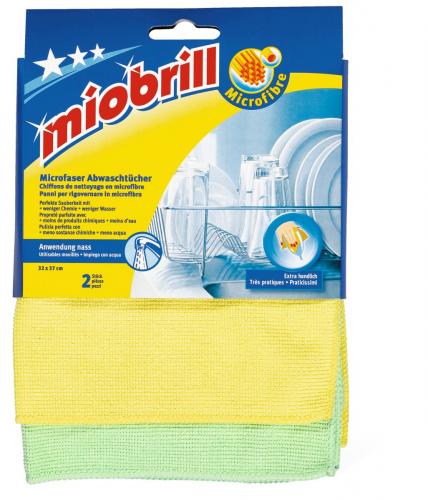 miobrill
Microfibre
Microfaser Abwaschtücher
Chiffons de nettoyage en microfibre
Panni per rigovernare in microfibra
Perfekte Sauberkeit mit
• weniger Chemie • weniger Wasser
Propreté parfaite avec
• moins de produits chimiques • moins d'eau
Pulizia perfetta con
• meno sostanze chimiche • meno acqua
Anwendung nass
Utilisables mouillés • Impiego con acqua
32 x 37 cm
2 Stück
pièces
pezzi
Extra handlich
Très pratiques • Praticissimi